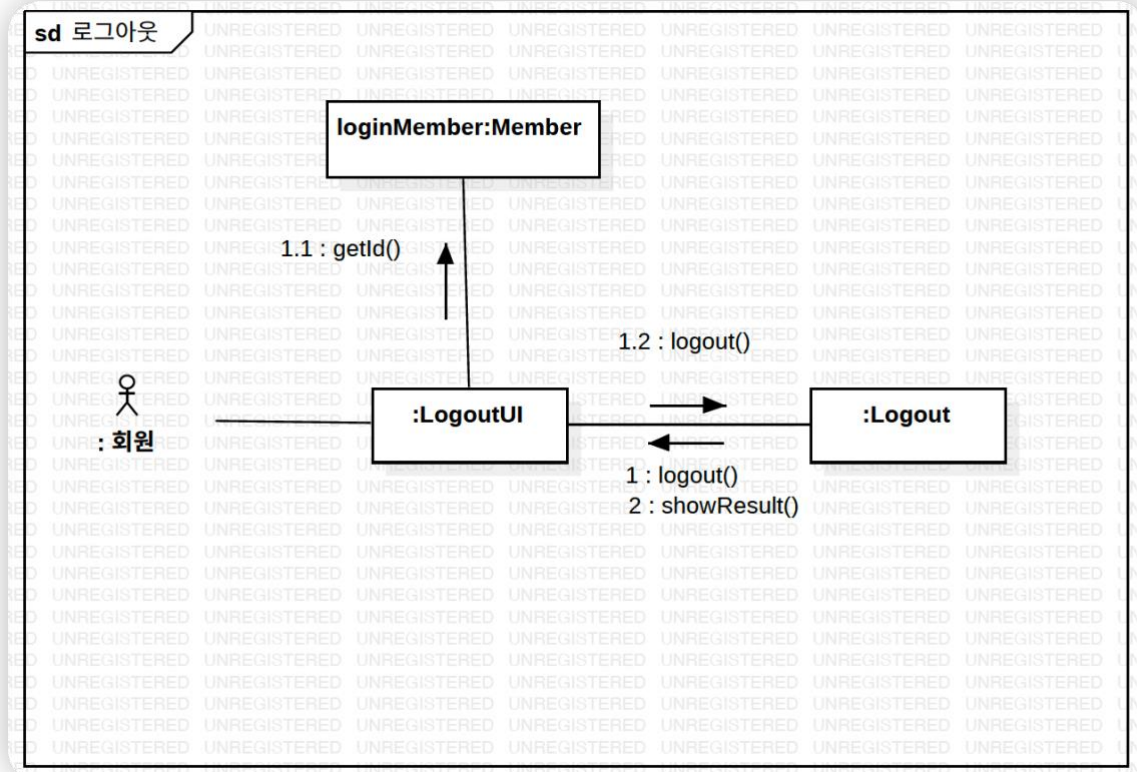 sd 로그아웃
loginMember:Member
1.1 : getId()
1.2 : logout()
: 회원
:LogoutUI
:Logout
1 : logout()
2 : showResult()
UNREGISTERED